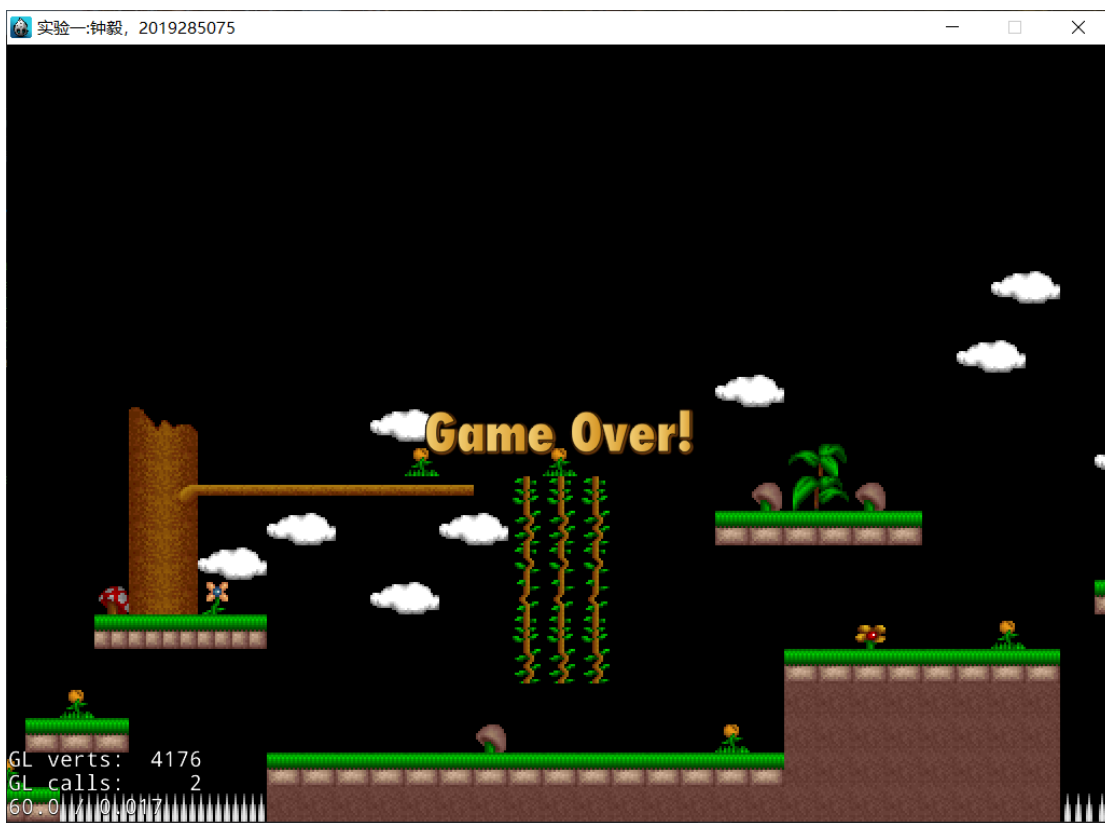 实验一:钟毅，2019285075
Game Over!
GL verts: 4176
GL calls: 2
60.0 / 0.017